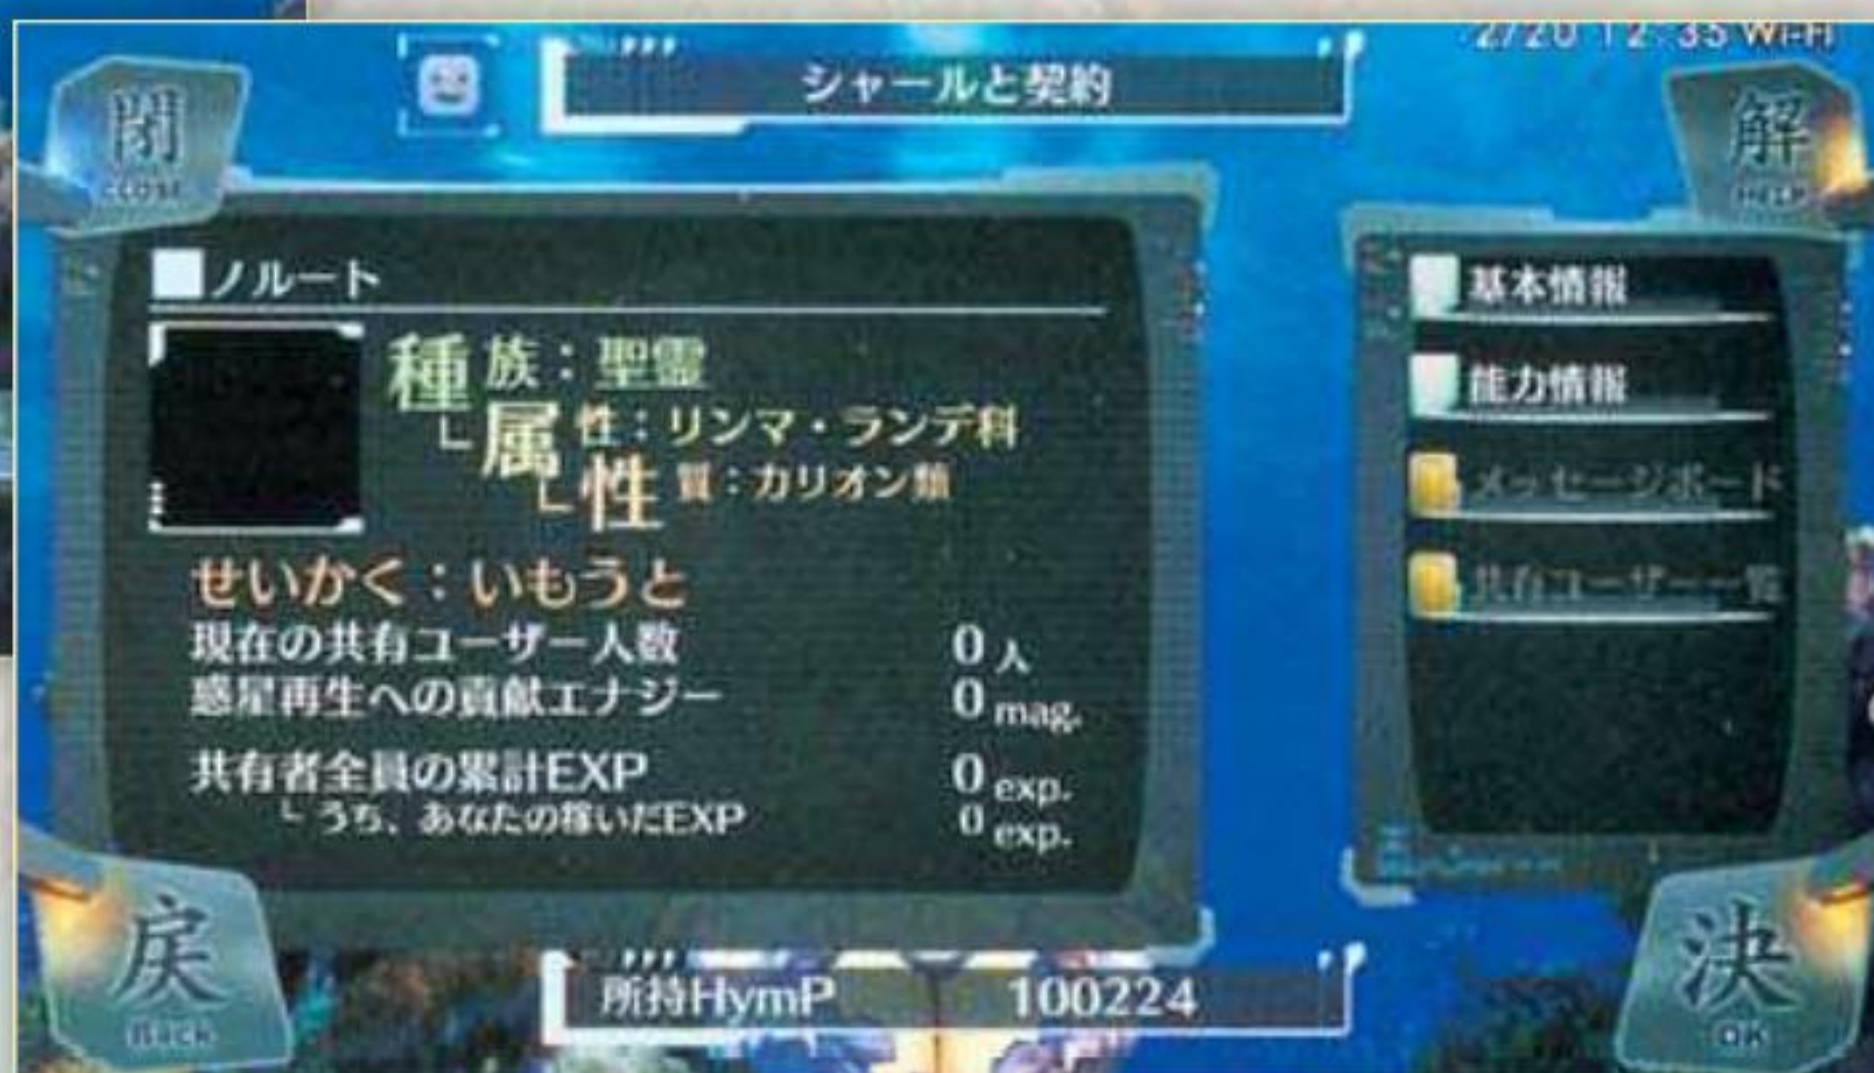 2/20 12:35 Wi-Fi
閉
CLOSE
シャールと契約
解
HELP
ノルート
種族：聖霊
└属性：リンマ・ランデ科
└性質：カリオン類
せいかく：いもうと
現在の共有ユーザー人数 0人
惑星再生への貢献エナジー 0 mag.
共有者全員の累計EXP 0 exp.
└ うち、あなたの稼いだEXP 0 exp.
基本情報
能力情報
メッセージボード
共有ユーザー一覧
戻
BACK
所持HymP 100224
決
OK